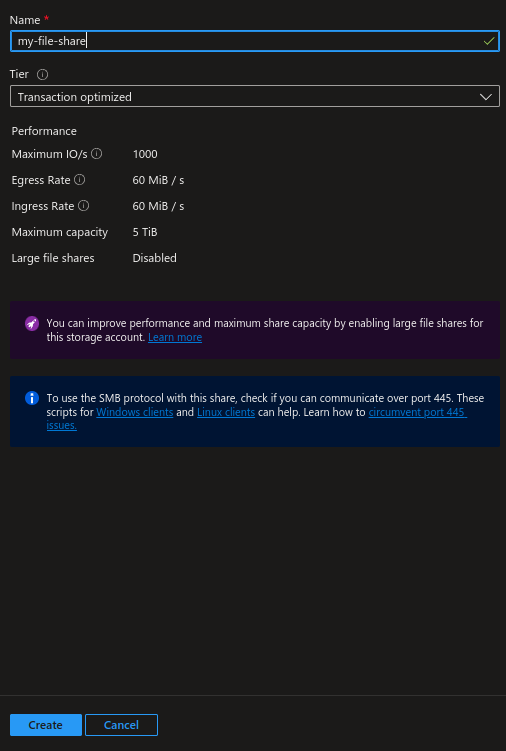 Name *
my-file-share
Tier
Transaction optimized
Performance
Maximum IO/s 1000
Egress Rate 60 MiB / s
Ingress Rate 60 MiB / s
Maximum capacity 5 TiB
Large file shares Disabled
You can improve performance and maximum share capacity by enabling large file shares for
this storage account. Learn more
To use the SMB protocol with this share, check if you can communicate over port 445. These
scripts for Windows clients and Linux clients can help. Learn how to circumvent port 445
issues.
Create Cancel